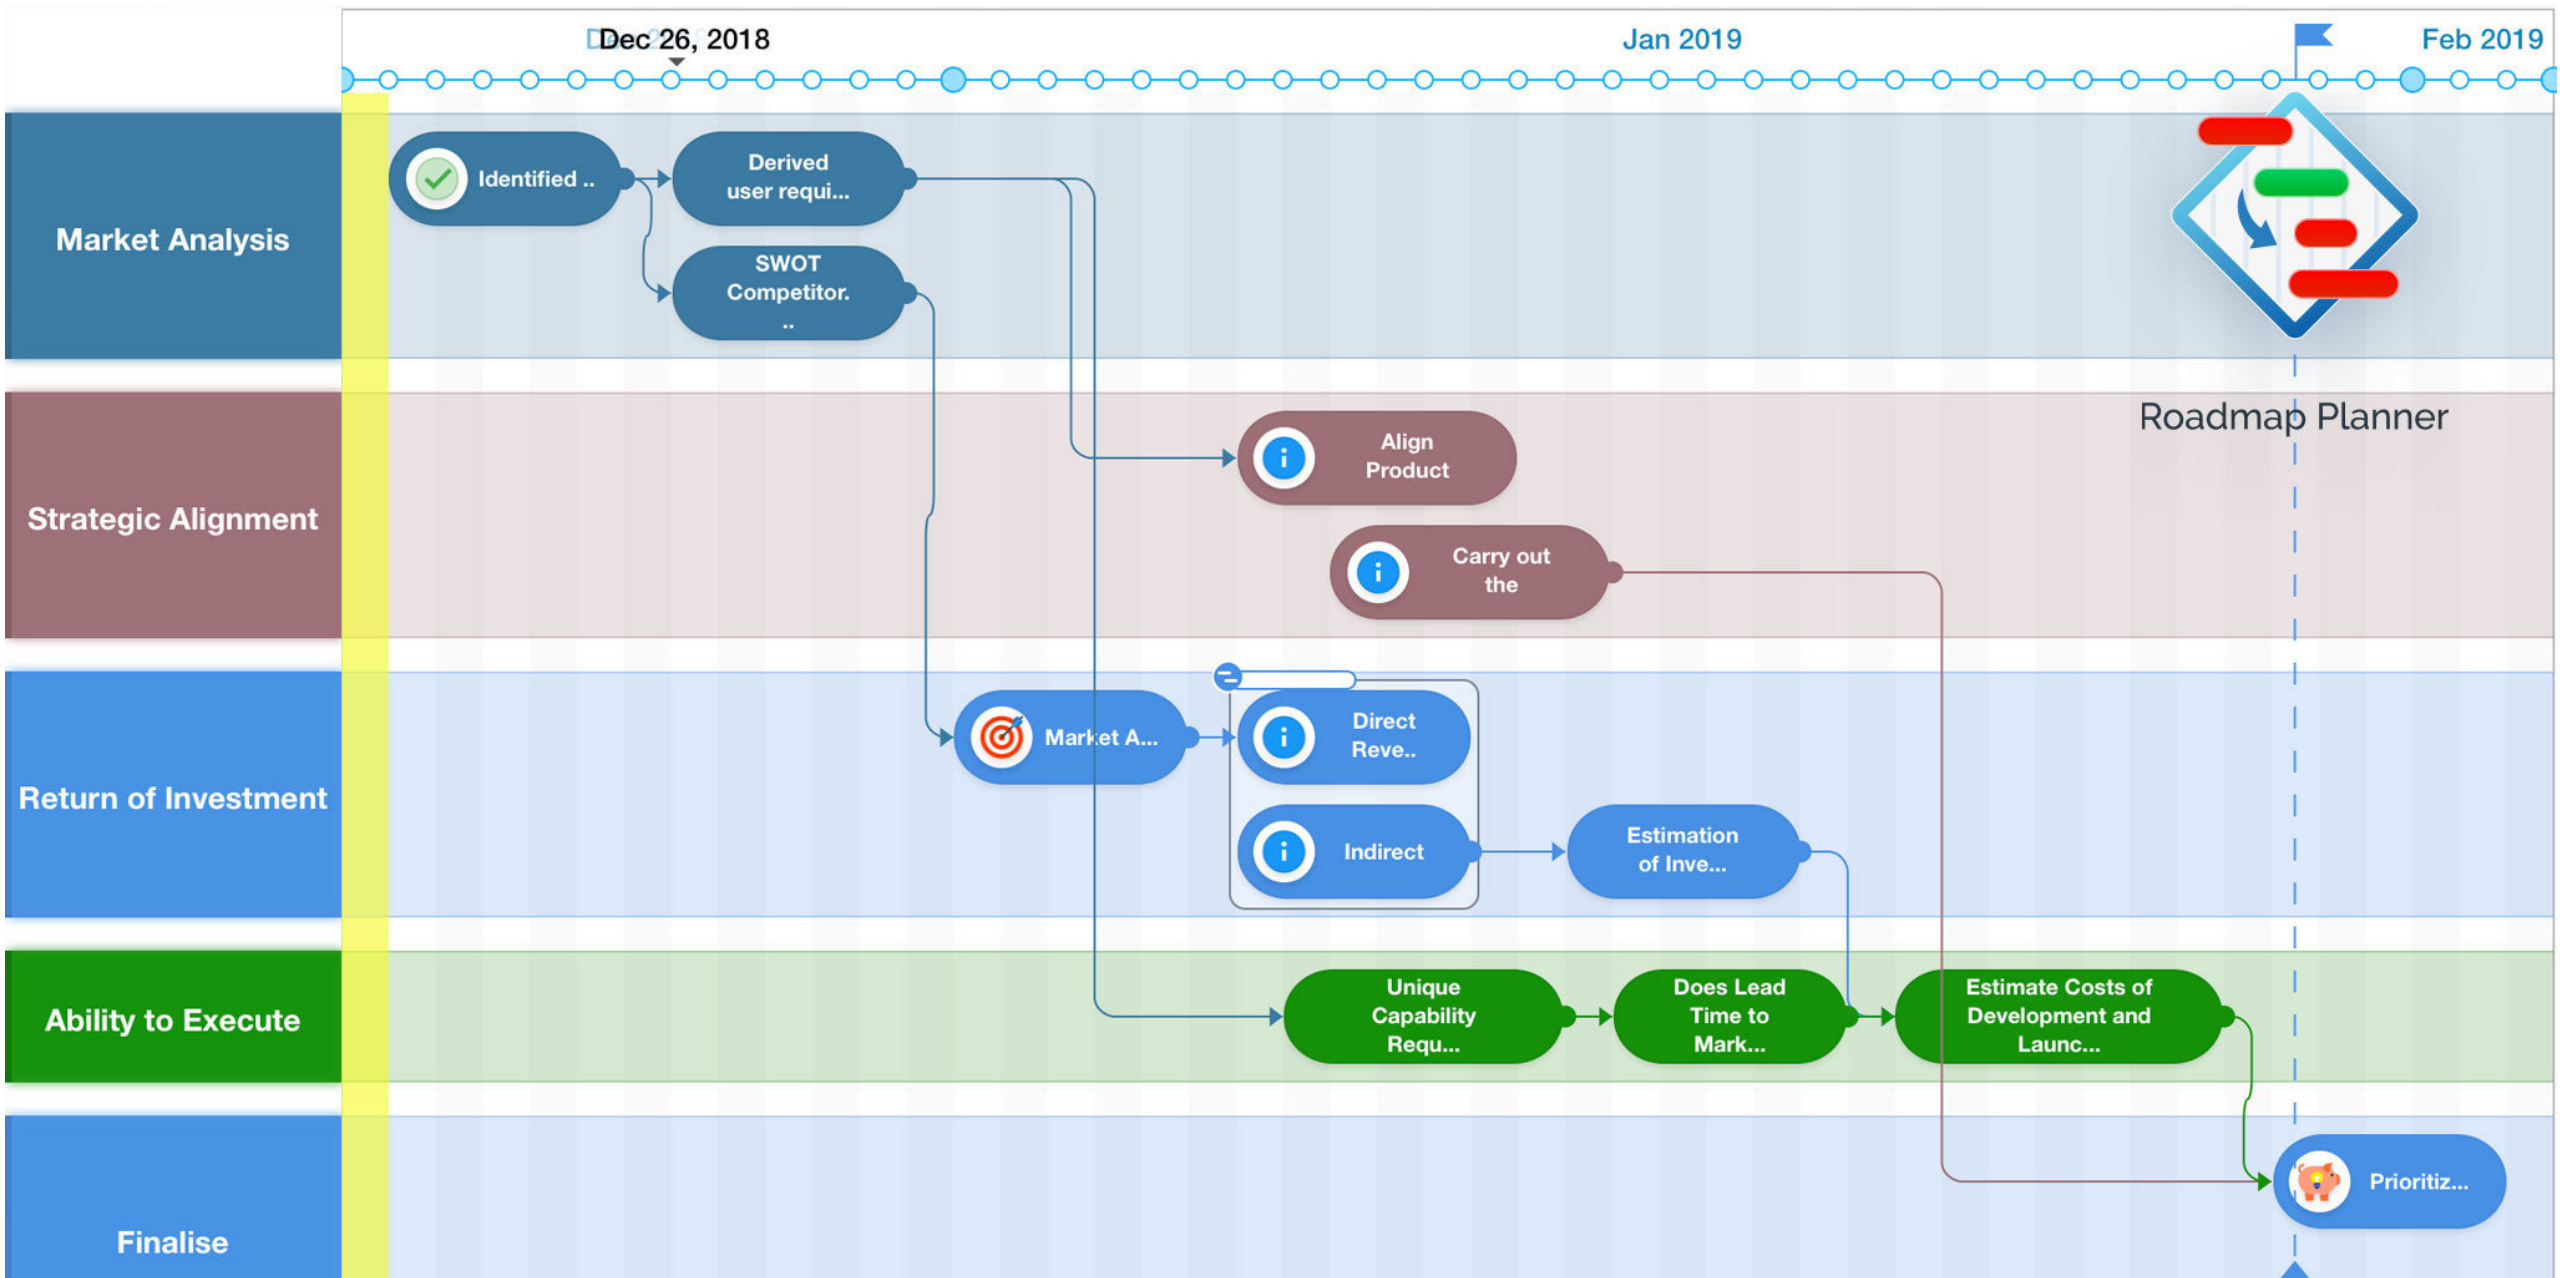 Dec 26, 2018
Jan 2019
Feb 2019
Market Analysis
Identified ..
Derived
user requi...
SWOT
Competitor.
..
Roadmap Planner
Strategic Alignment
Align
Product
Carry out
the
Return of Investment
Market A...
Direct
Reve..
Indirect
Estimation
of Inve...
Ability to Execute
Unique
Capability
Requ...
Does Lead
Time to
Mark...
Estimate Costs of
Development and
Launc...
Finalise
Prioritiz...